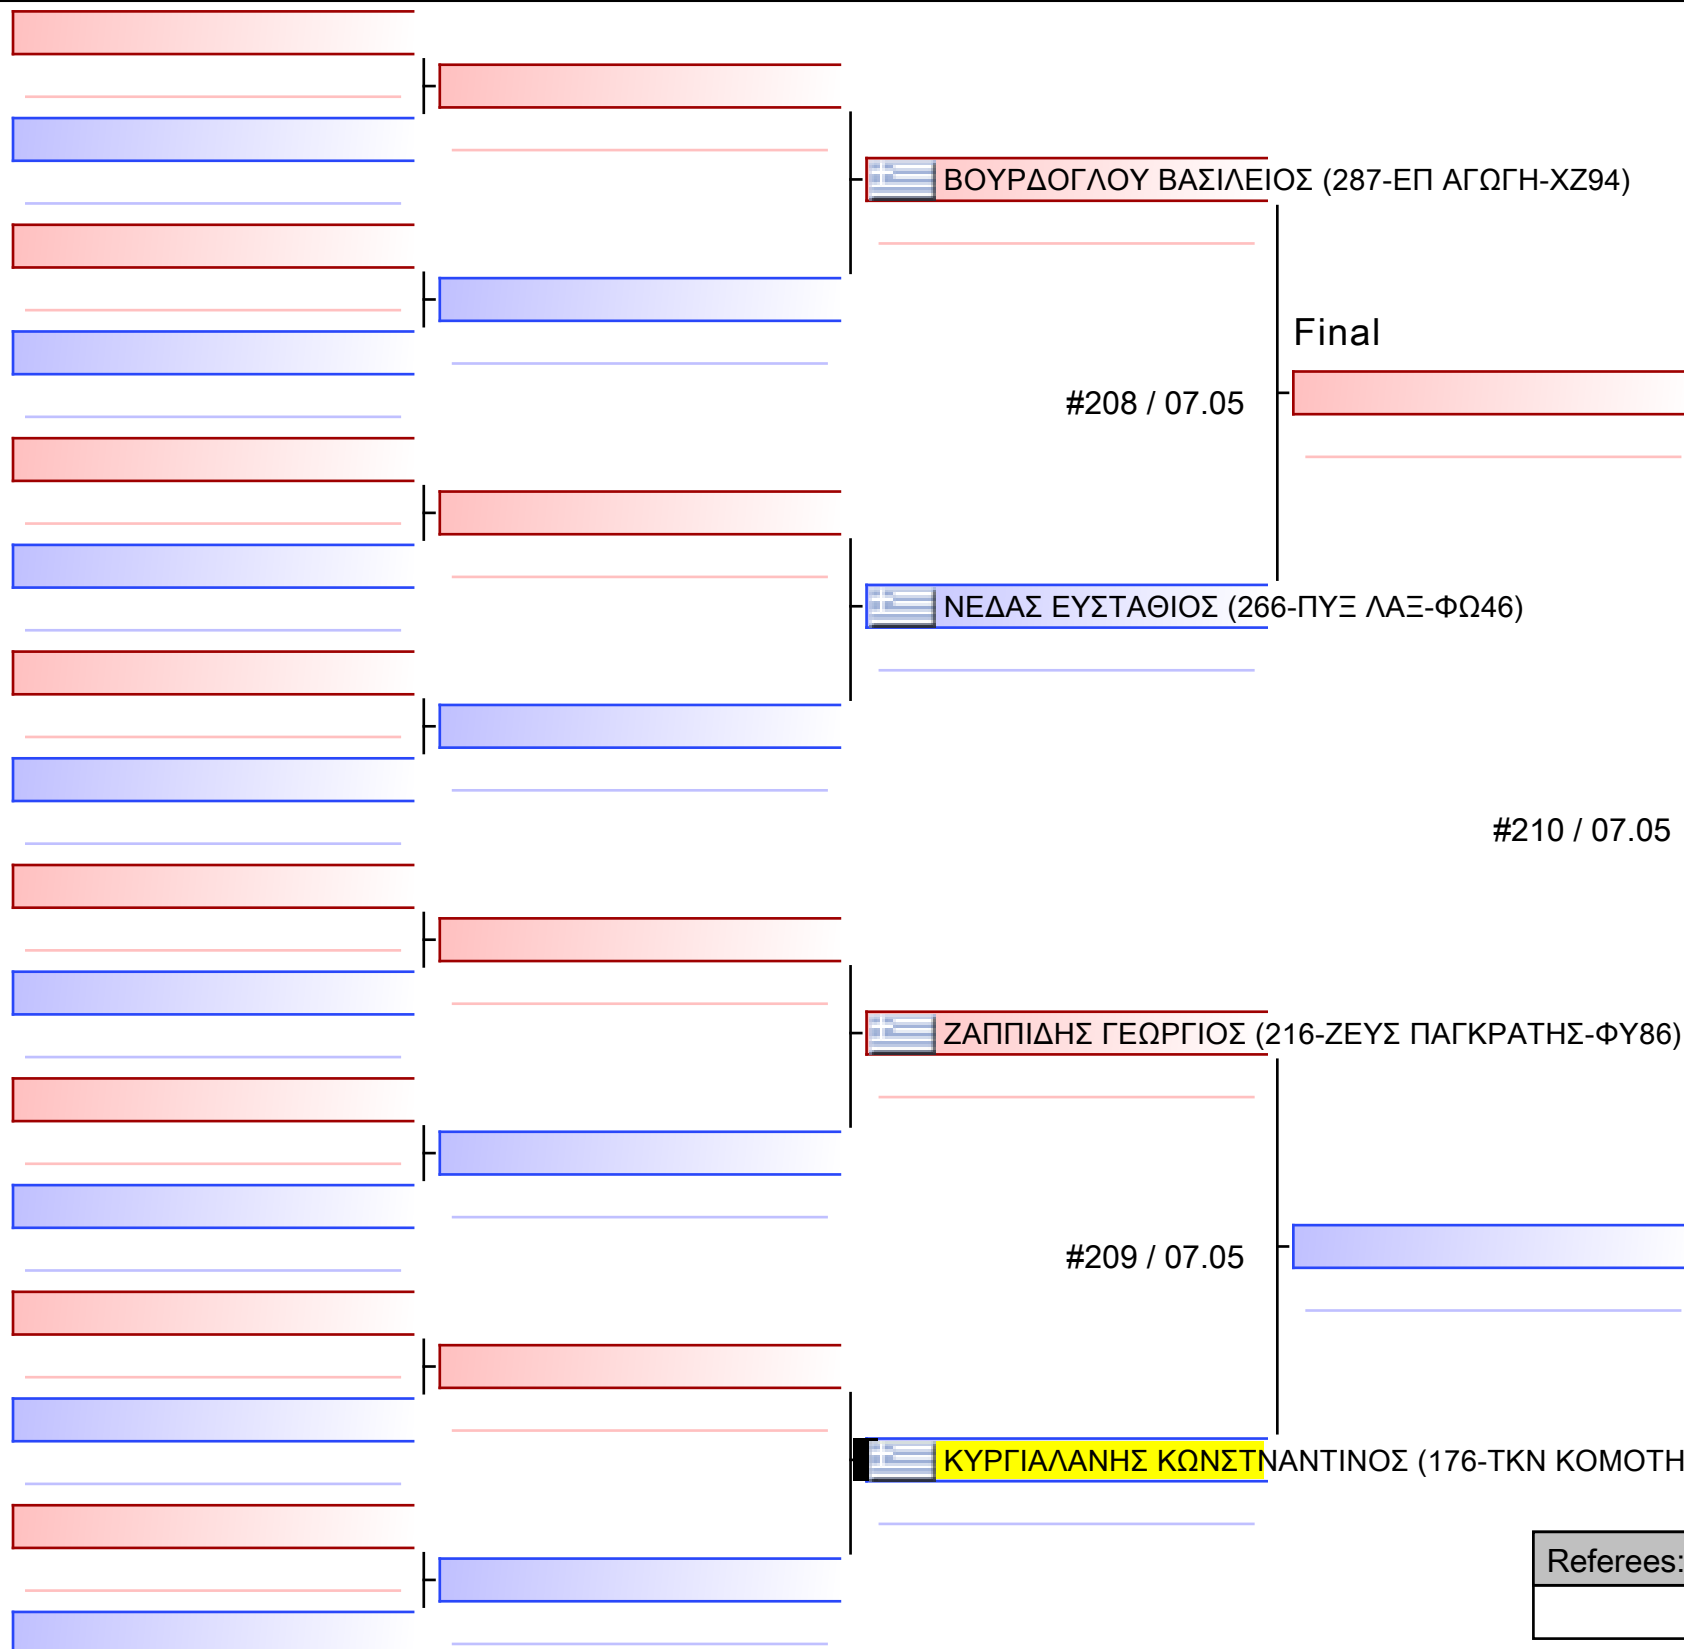 ΒΟΥΡΔΟΓΛΟΥ ΒΑΣΙΛΕΙΟΣ (287-ΕΠ ΑΓΩΓΗ-ΧΖ94)
Final
#208 / 07.05
ΝΕΔΑΣ ΕΥΣΤΑΘΙΟΣ (266-ΠΥΞ ΛΑΞ-ΦΩ46)
#210 / 07.05
ΖΑΠΠΙΔΗΣ ΓΕΩΡΓΙΟΣ (216-ΖΕΥΣ ΠΑΓΚΡΑΤΗΣ-ΦΥ86)
#209 / 07.05
ΚΥΡΓΙΑΛΑΝΗΣ ΚΩΝΣΤΝΑΝΤΙΝΟΣ (176-ΤΚΝ ΚΟΜΟΤΗ
Referees: